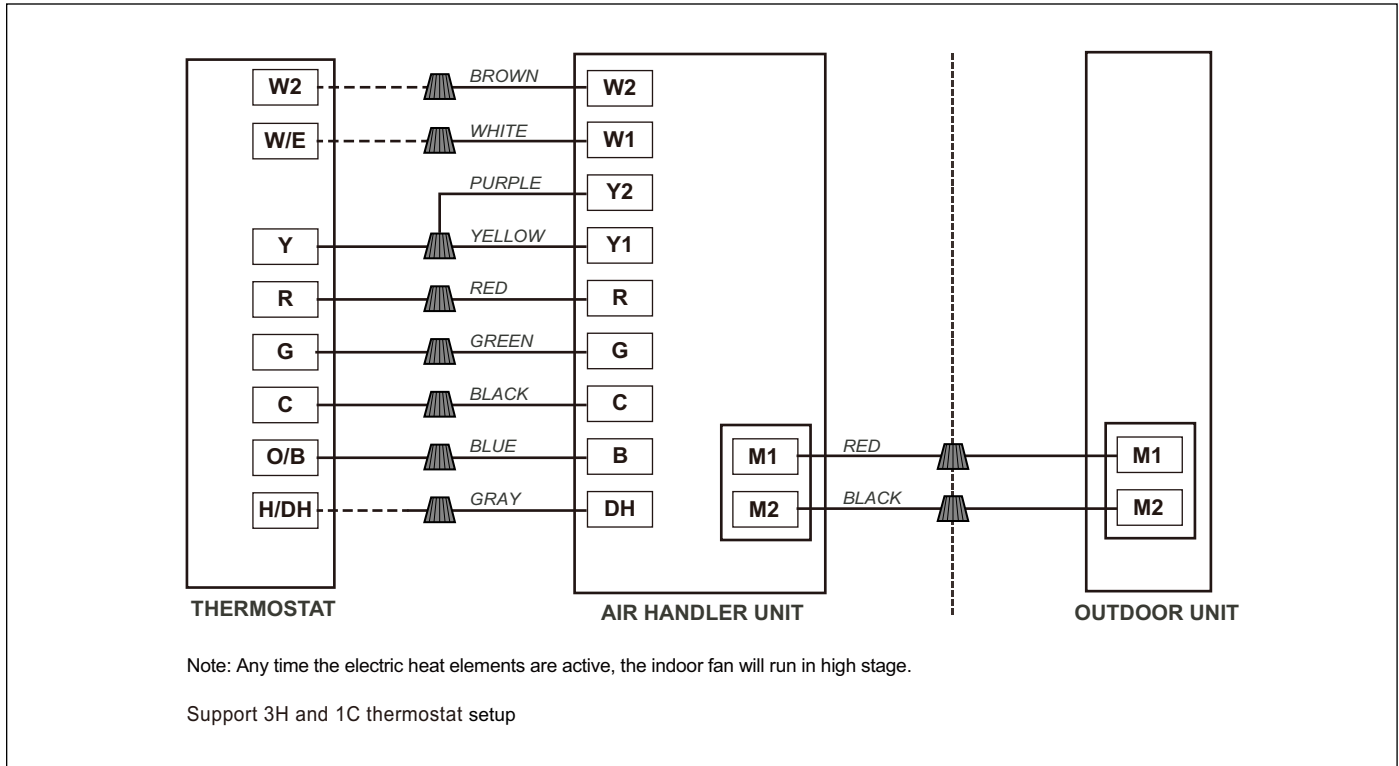 W2 BROWN W2
W/E WHITE W1
PURPLE Y2
Y YELLOW Y1
R RED R
G GREEN G
C BLACK C
O/B BLUE B M1 RED M1
H/DH GRAY DH M2 BLACK M2
THERMOSTAT AIR HANDLER UNIT OUTDOOR UNIT
Note: Any time the electric heat elements are active, the indoor fan will run in high stage.
Support 3H and 1C thermostat setup